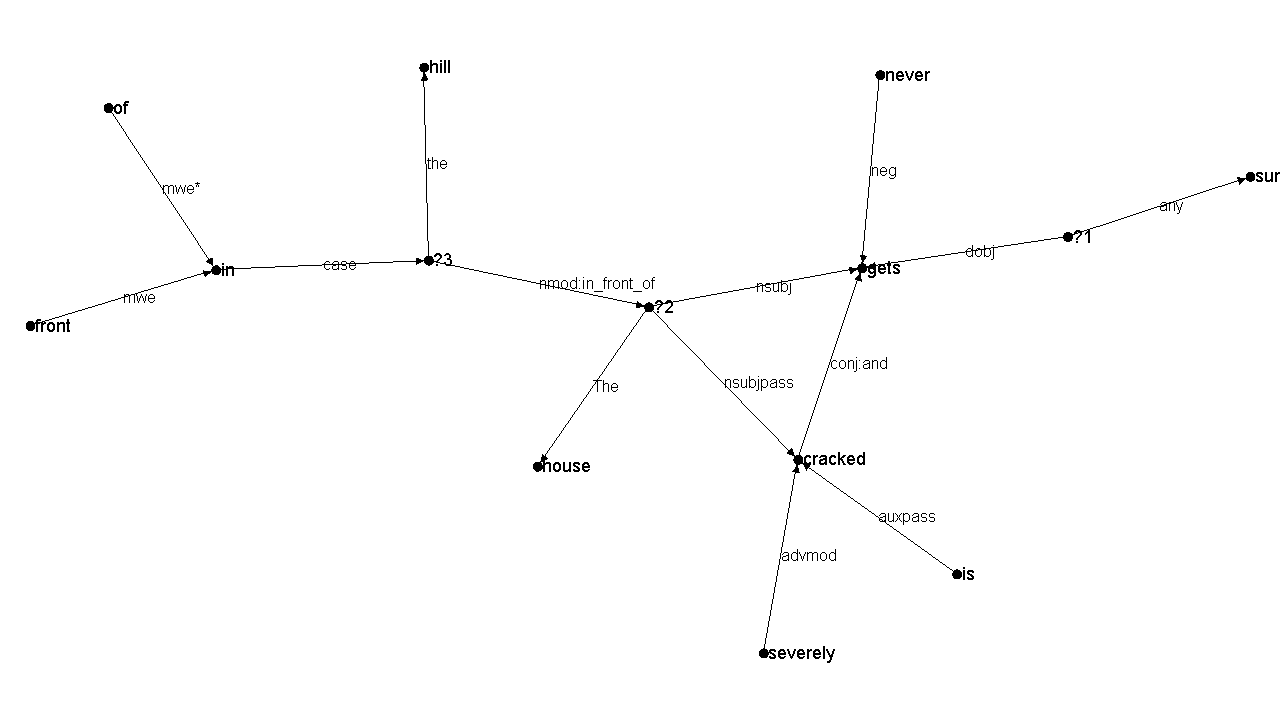 hill
never
of
the
neg
sur
mwe*
any
?1
dobj
?3
case
in
gets
nmod:in_front_of
nsubj
mwe
?2
front
conj:and
nsubjpass
The
cracked
house
auxpass
advmod
is
severely